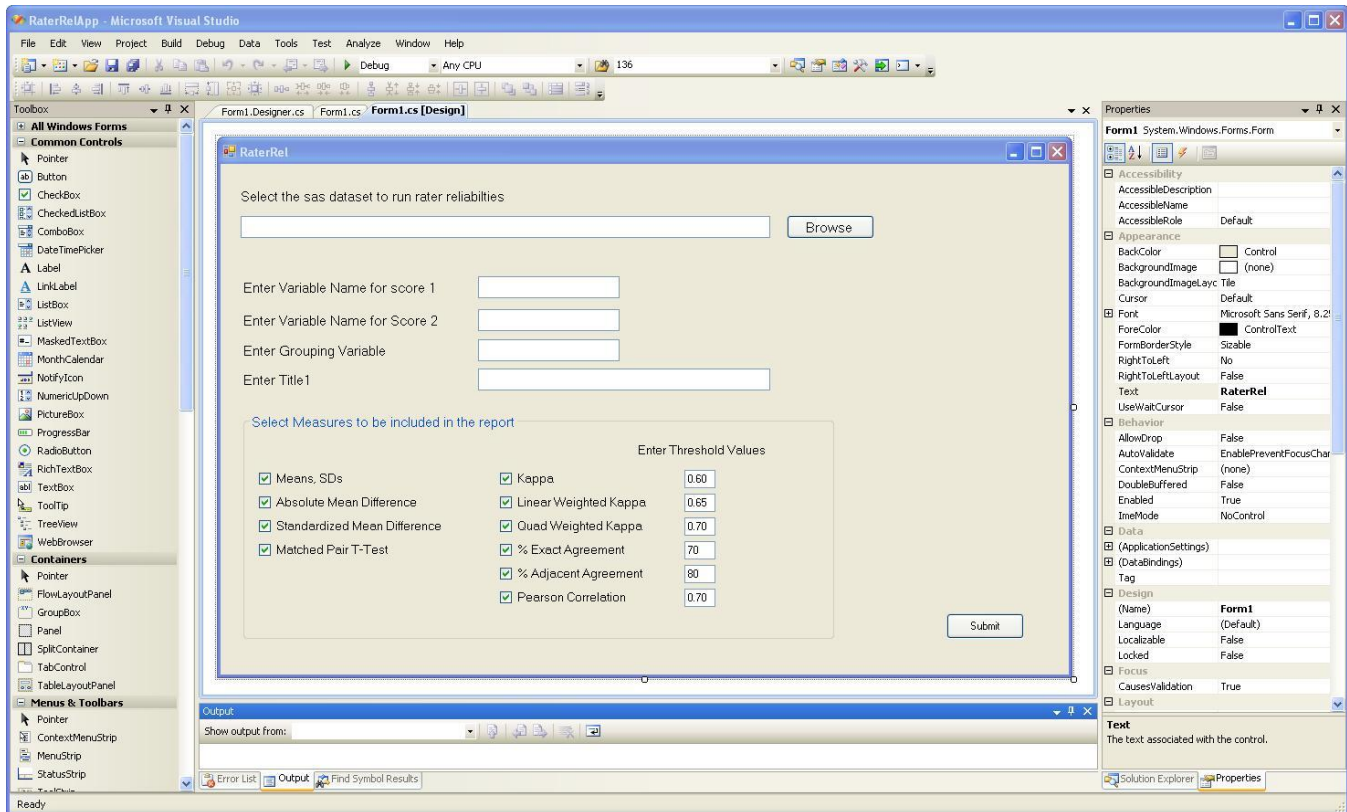 RaterRelApp - Microsoft Visual Studio
File Edit View Project Build Debug Data Tools Test Analyze Window Help
Debug Any CPU 136
Toolbox
All Windows Forms
Common Controls
Pointer
Button
CheckBox
CheckedListBox
ComboBox
DateTimePicker
Label
LinkLabel
ListBox
ListView
MaskedTextBox
MonthCalendar
NotifyIcon
NumericUpDown
PictureBox
ProgressBar
RadioButton
RichTextBox
TextBox
ToolTip
TreeView
WebBrowser
Containers
Pointer
FlowLayoutPanel
GroupBox
Panel
SplitContainer
TabControl
TableLayoutPanel
Menus & Toolbars
Pointer
ContextMenuStrip
MenuStrip
StatusStrip
Form1.Designer.cs Form1.cs Form1.cs [Design]
RaterRel
Select the sas dataset to run rater reliabilties
Browse
Enter Variable Name for score 1
Enter Variable Name for Score 2
Enter Grouping Variable
Enter Title1
Select Measures to be included in the report
Enter Threshold Values
Means, SDs
Absolute Mean Difference
Standardized Mean Difference
Matched Pair T-Test
Kappa 0.60
Linear Weighted Kappa 0.65
Quad Weighted Kappa 0.70
% Exact Agreement 70
% Adjacent Agreement 80
Pearson Correlation 0.70
Submit
Output
Show output from:
Error List Output Find Symbol Results
Properties
Form1 System.Windows.Forms.Form
Accessibility
AccessibleDescription
AccessibleName
AccessibleRole Default
Appearance
BackColor Control
BackgroundImage (none)
BackgroundImageLayc Tile
Cursor Default
Font Microsoft Sans Serif, 8.25
ForeColor ControlText
FormBorderStyle Sizable
RightToLeft No
RightToLeftLayout False
Text RaterRel
UseWaitCursor False
Behavior
AllowDrop False
AutoValidate EnablePreventFocusChar
ContextMenuStrip (none)
DoubleBuffered False
Enabled True
ImeMode NoControl
Data
(ApplicationSettings)
(DataBindings)
Tag
Design
(Name) Form1
Language (Default)
Localizable False
Locked False
Focus
CausesValidation True
Layout
Text
The text associated with the control.
Solution Explorer Properties
Ready